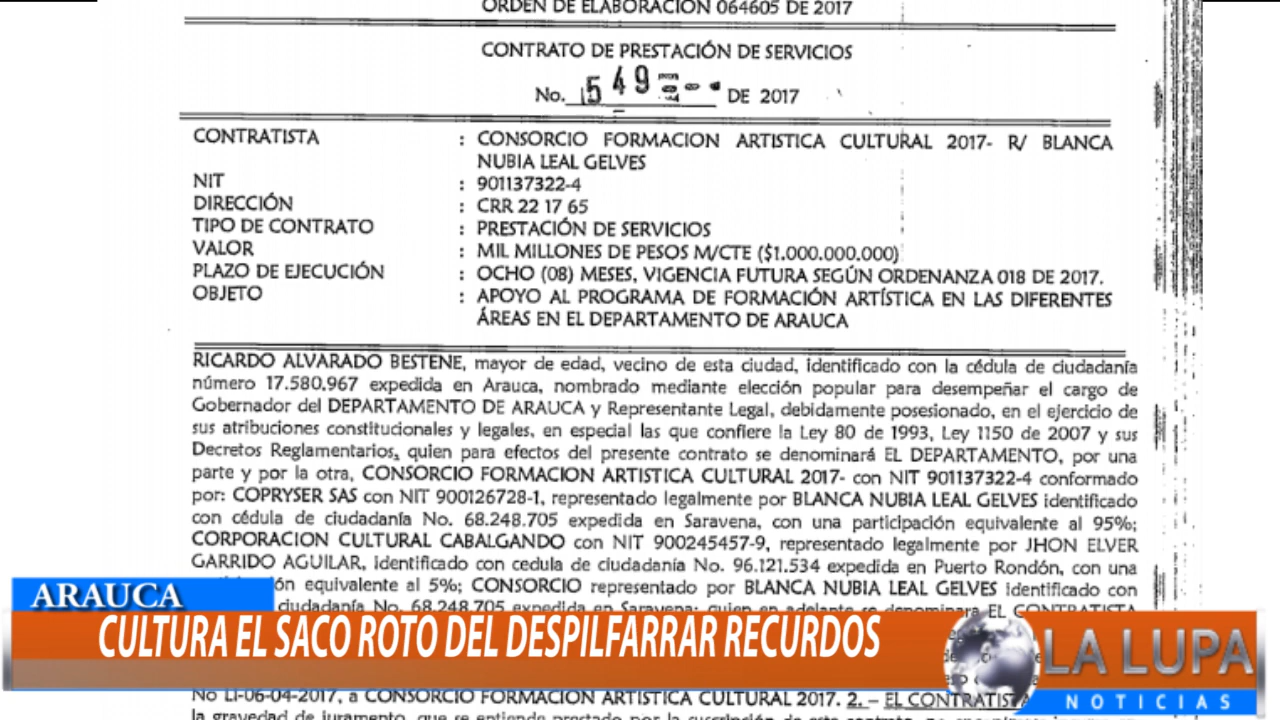 ORDEN DE ELABORACIÓN 064605 DE 2017
CONTRATO DE PRESTACIÓN DE SERVICIOS
No. 549 DE 2017
CONTRATISTA : CONSORCIO FORMACION ARTISTICA CULTURAL 2017- R/ BLANCA
NUBIA LEAL GELVES
NIT : 901137322-4
DIRECCIÓN : CRR 22 17 65
TIPO DE CONTRATO : PRESTACIÓN DE SERVICIOS
VALOR : MIL MILLONES DE PESOS M/CTE ($1.000.000.000)
PLAZO DE EJECUCIÓN : OCHO (08) MESES, VIGENCIA FUTURA SEGÚN ORDENANZA 018 DE 2017.
OBJETO : APOYO AL PROGRAMA DE FORMACIÓN ARTÍSTICA EN LAS DIFERENTES
ÁREAS EN EL DEPARTAMENTO DE ARAUCA
RICARDO ALVARADO BESTENE, mayor de edad, vecino de esta ciudad, identificado con la cédula de ciudadanía
número 17.580.967 expedida en Arauca, nombrado mediante elección popular para desempeñar el cargo de
Gobernador del DEPARTAMENTO DE ARAUCA y Representante Legal, debidamente posesionado, en el ejercicio de
sus atribuciones constitucionales y legales, en especial las que confiere la Ley 80 de 1993, Ley 1150 de 2007 y sus
Decretos Reglamentarios, quien para efectos del presente contrato se denominará EL DEPARTAMENTO, por una
parte y por la otra, CONSORCIO FORMACION ARTISTICA CULTURAL 2017- con NIT 901137322-4 conformado
por: COPRYSER SAS con NIT 900126728-1, representado legalmente por BLANCA NUBIA LEAL GELVES identificado
con cédula de ciudadanía No. 68.248.705 expedida en Saravena, con una participación equivalente al 95%;
CORPORACION CULTURAL CABALGANDO con NIT 900245457-9, representado legalmente por JHON ELVER
GARRIDO AGUILAR, identificado con cedula de ciudadanía No. 96.121.534 expedida en Puerto Rondón, con una
equivalente al 5%; CONSORCIO representado por BLANCA NUBIA LEAL GELVES identificado con
ciudadanía No. 68.248.705 expedida en Saravena; quien en adelante se denominara EL CONTRATISTA
ARAUCA
CULTURA EL SACO ROTO DEL DESPILFARRAR RECURDOS
LA LUPA
NOTICIAS
No LI-06-04-2017, a CONSORCIO FORMACION ARTISTICA CULTURAL 2017. 2. – EL CONTRATISTA
la gravedad de juramento, que se entiende prestado por la suscripción de este contrato, no